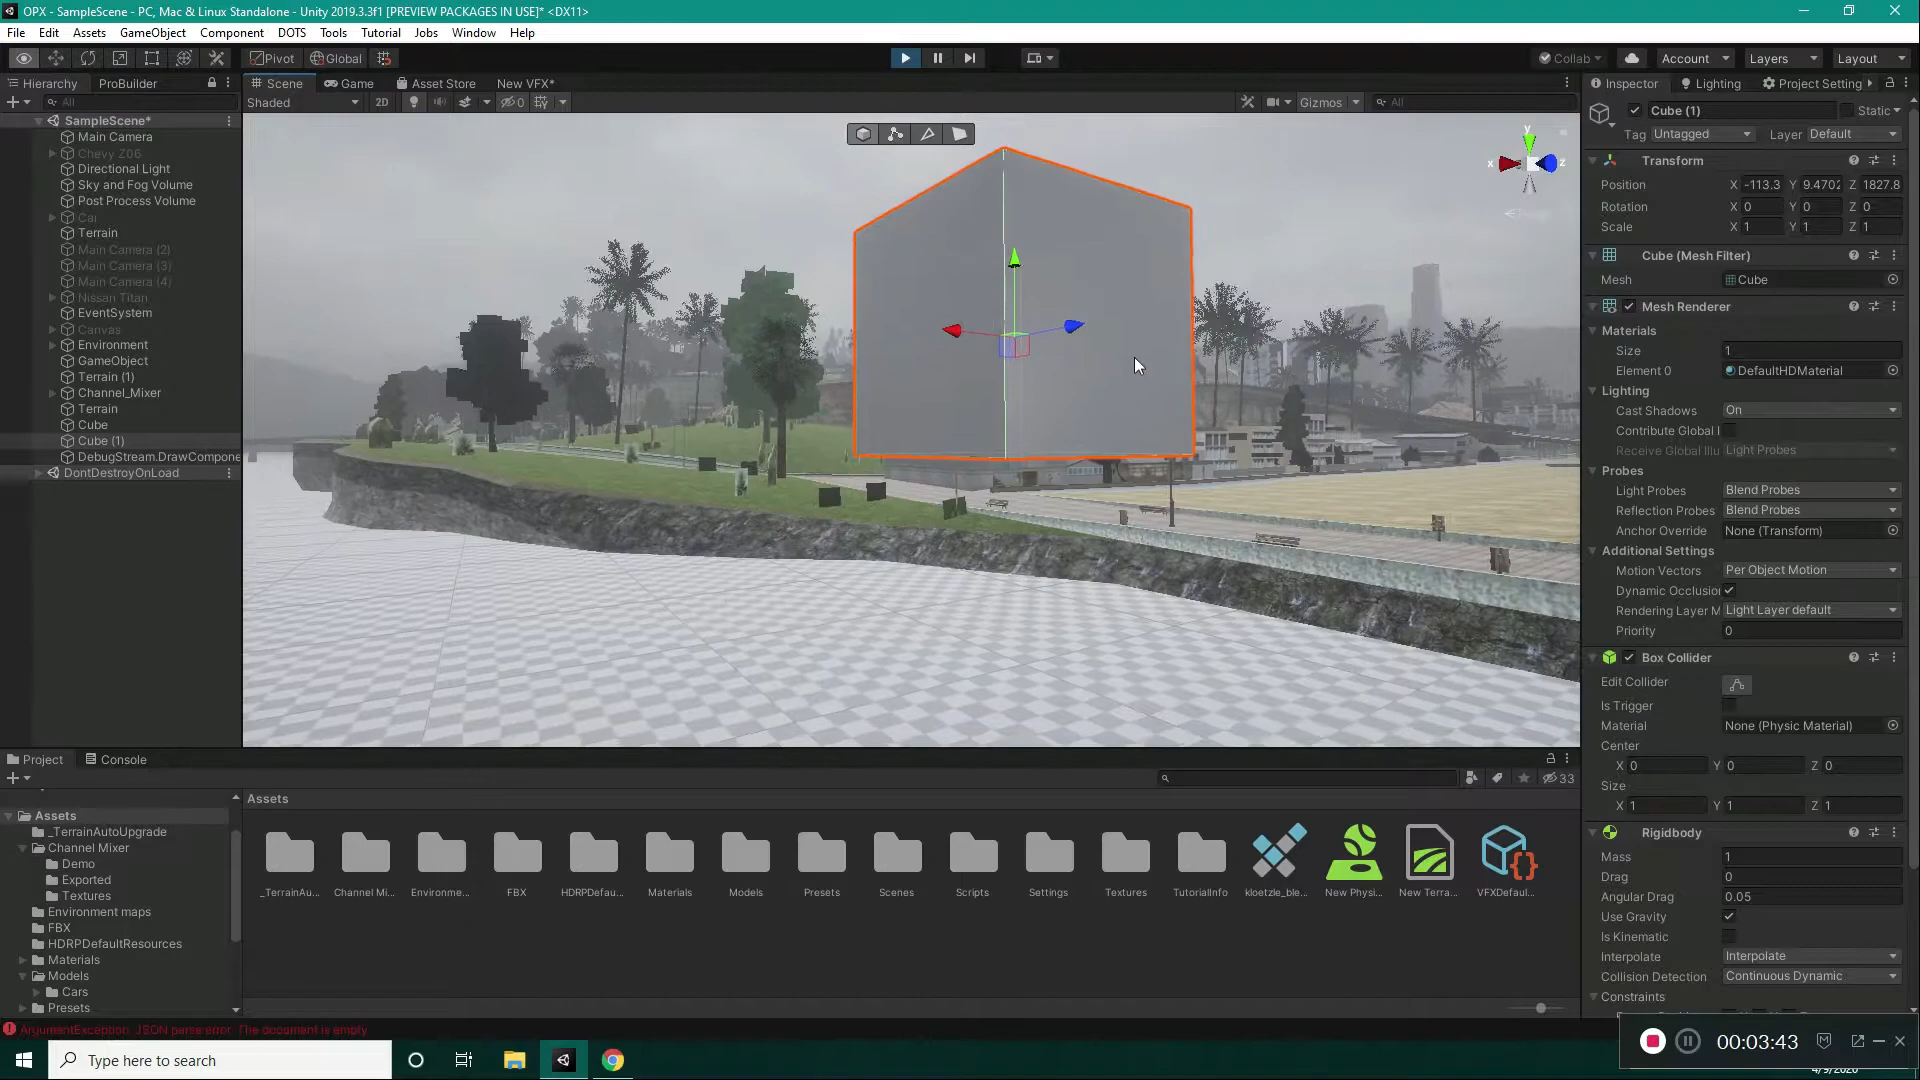 OPX - SampleScene - PC, Mac & Linux Standalone - Unity 2019.3.3f1 [PREVIEW PACKAGES IN USE]* <DX11>
File Edit Assets GameObject Component DOTS Tools Tutorial Jobs Window Help
Pivot Global Collab Account Layers Layout
Hierarchy ProBuilder Scene Game Asset Store New VFX* Inspector Lighting Project Setting
All Shaded 2D 0 Gizmos All
Cube (1) Static
Tag Untagged Layer Default
SampleScene*
Main Camera
Chevy Z06
Directional Light
Sky and Fog Volume
Post Process Volume
Car
Terrain
Main Camera (2)
Main Camera (3)
Main Camera (4)
Nissan Titan
EventSystem
Canvas
Environment
GameObject
Terrain (1)
Channel_Mixer
Terrain
Cube
Cube (1)
DebugStream.DrawCompone
DontDestroyOnLoad
y
x
z
Transform
Position X -113.3 Y 9.4702 Z 1827.8
Rotation X 0 Y 0 Z 0
Scale X 1 Y 1 Z 1
Cube (Mesh Filter)
Mesh Cube
Mesh Renderer
Materials
Size 1
Element 0 DefaultHDMaterial
Lighting
Cast Shadows On
Contribute Global I
Receive Global Illu Light Probes
Probes
Light Probes Blend Probes
Reflection Probes Blend Probes
Anchor Override None (Transform)
Additional Settings
Motion Vectors Per Object Motion
Dynamic Occlusion
Rendering Layer M Light Layer default
Priority 0
Box Collider
Edit Collider
Is Trigger
Material None (Physic Material)
Center
X 0 Y 0 Z 0
Size
X 1 Y 1 Z 1
Rigidbody
Mass 1
Drag 0
Angular Drag 0.05
Use Gravity
Is Kinematic
Interpolate Interpolate
Collision Detection Continuous Dynamic
Constraints
Project Console
33
Assets
_TerrainAutoUpgrade
Channel Mixer
Demo
Exported
Textures
Environment maps
FBX
HDRPDefaultResources
Materials
Models
Cars
Presets
Assets
_TerrainAu... Channel Mi... Environme... FBX HDRPDefau... Materials Models Presets Scenes Scripts Settings Textures TutorialInfo kloetzle_ble... New Physi... New Terra... VFXDefaul...
ArgumentException: JSON parse error: The document is empty.
Type here to search
00:03:43
4/9/2020